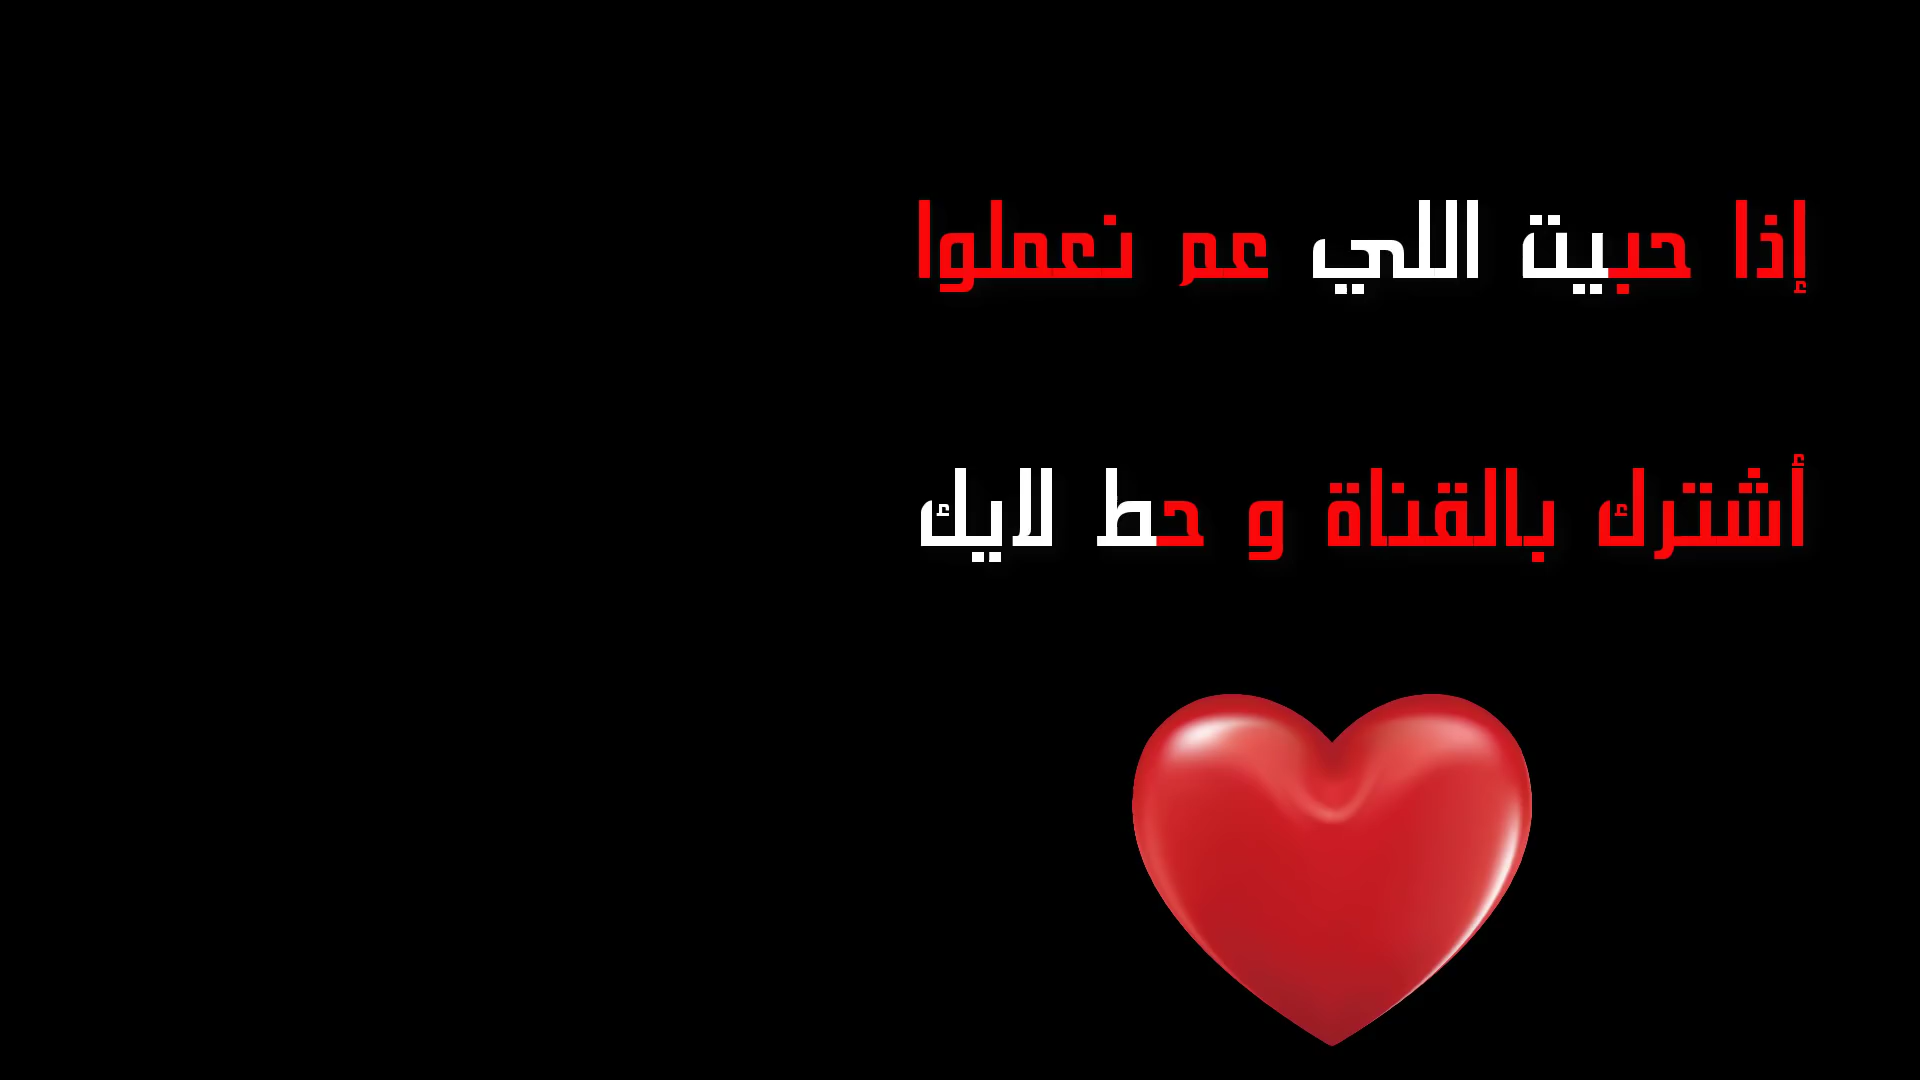 إذا حبيت اللي عم نعملوا
أشترك بالقناة و حط لايك